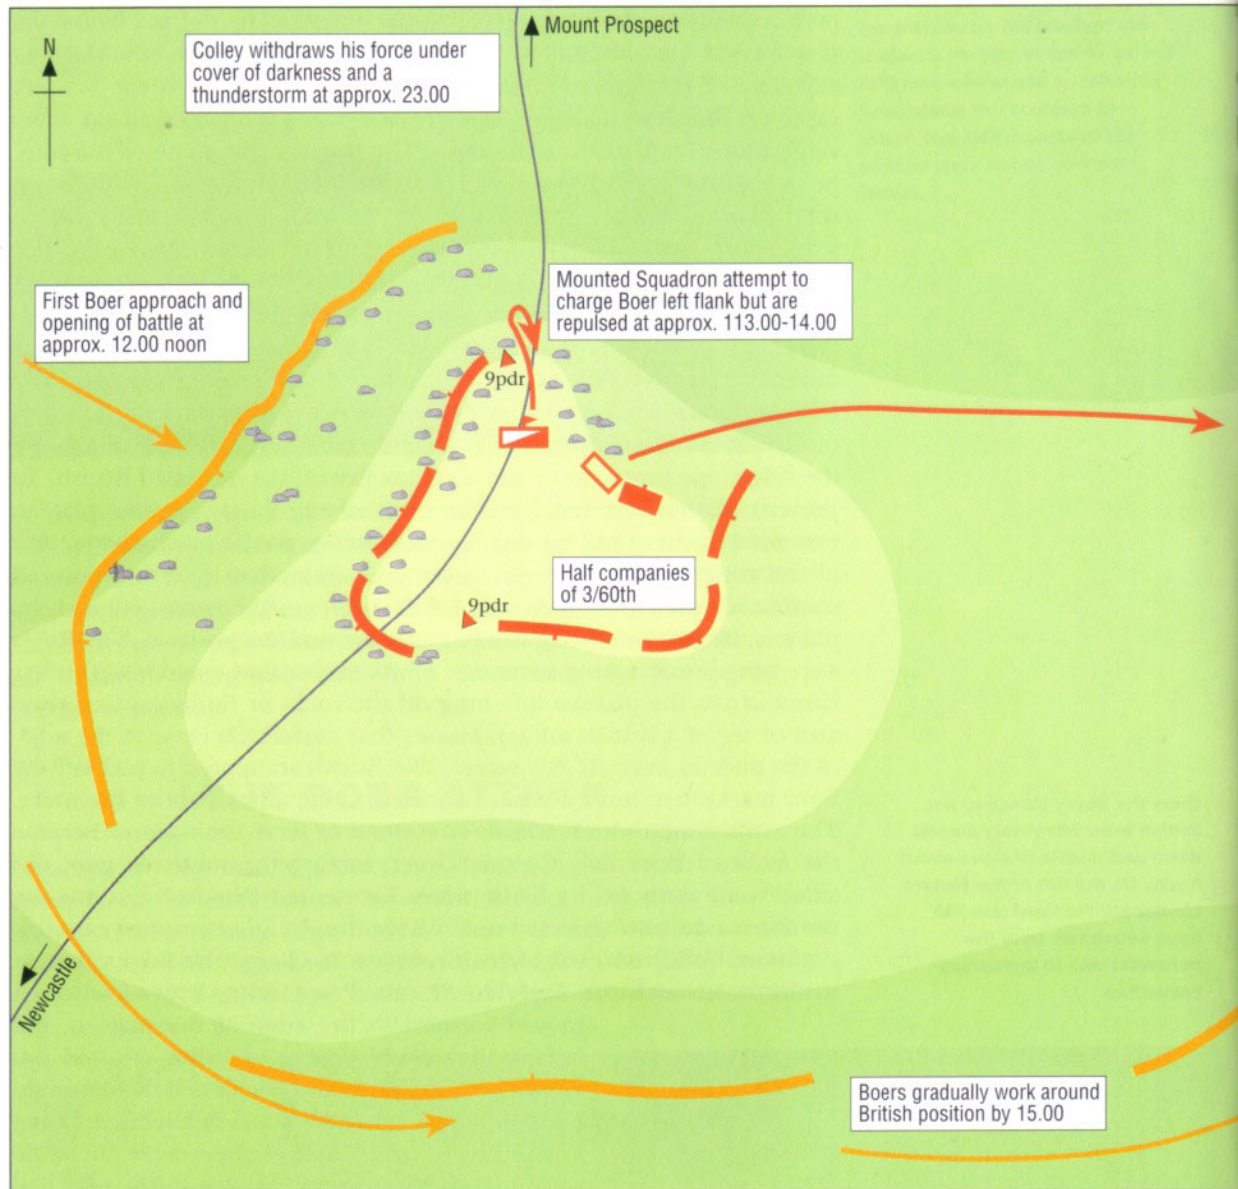 N
Colley withdraws his force under
cover of darkness and a
thunderstorm at approx. 23.00
Mount Prospect
First Boer approach and
opening of battle at
approx. 12.00 noon
Mounted Squadron attempt to
charge Boer left flank but are
repulsed at approx. 113.00-14.00
9pdr
Half companies
of 3/60th
9pdr
Newcastle
Boers gradually work around
British position by 15.00